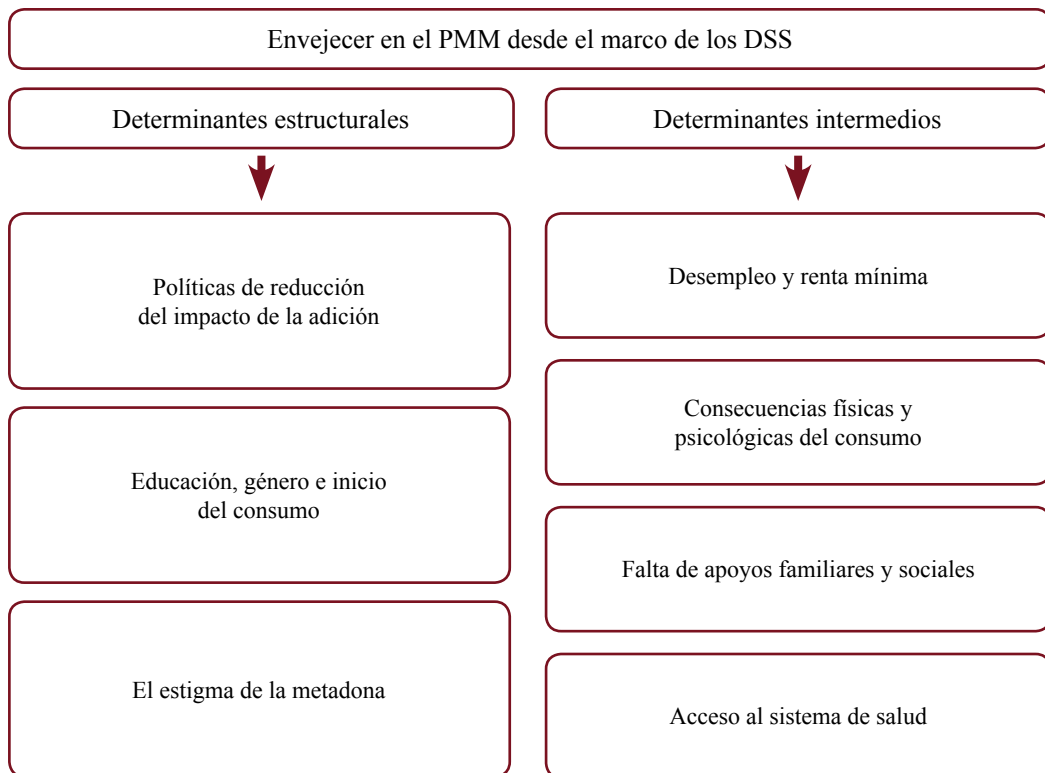 Envejecer en el PMM desde el marco de los DSS
Determinantes estructurales
Políticas de reducción
del impacto de la adición
Educación, género e inicio
del consumo
El estigma de la metadona
Determinantes intermedios
Desempleo y renta mínima
Consecuencias físicas y
psicológicas del consumo
Falta de apoyos familiares y sociales
Acceso al sistema de salud